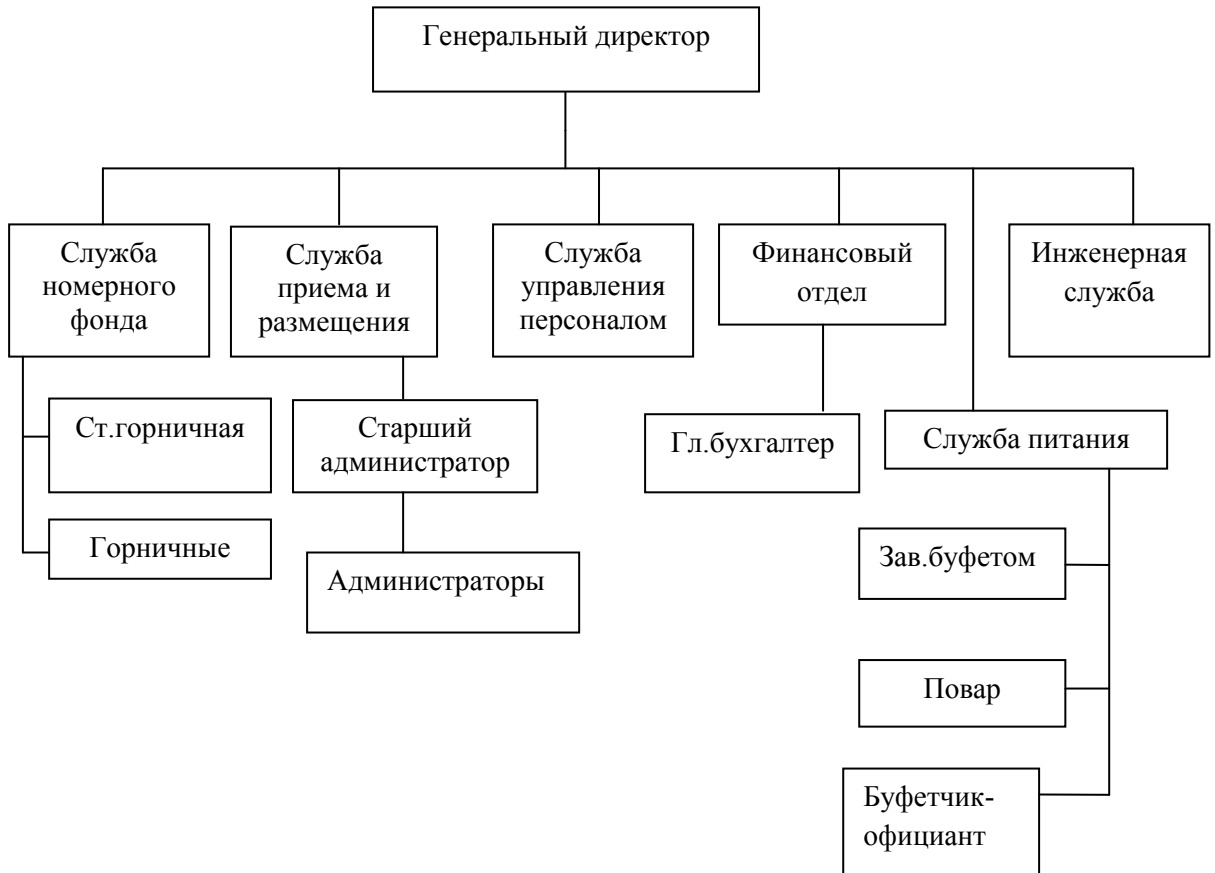 Генеральный директор
Служба
номерного
фонда
Служба
приема и
размещения
Служба
управления
персоналом
Финансовый
отдел
Инженерная
служба
Ст.горничная
Старший
администратор
Гл.бухгалтер
Служба питания
Горничные
Администраторы
Зав.буфетом
Повар
Буфетчик-
официант